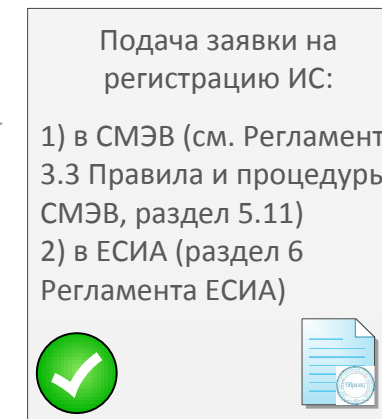 Подача заявки на
регистрацию ИС:
1) в СМЭВ (см. Регламент
3.3 Правила и процедуры
СМЭВ, раздел 5.11)
2) в ЕСИА (раздел 6
Регламента ЕСИА)
Образец